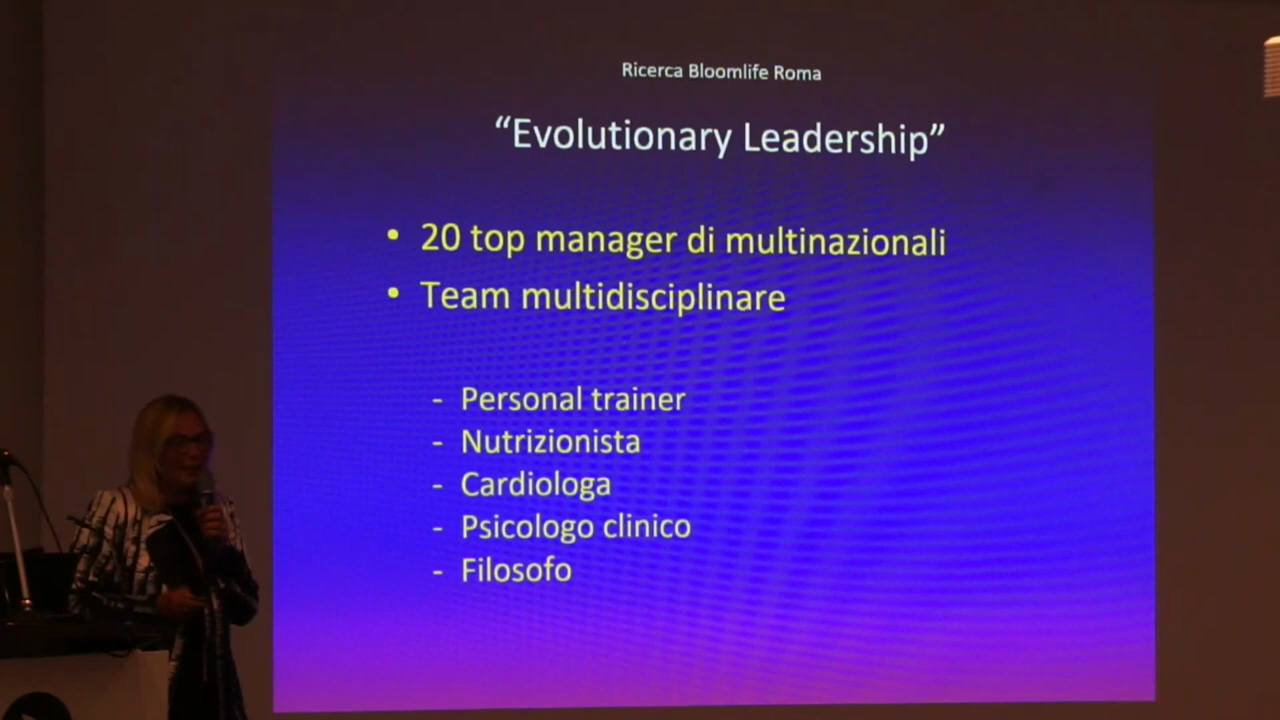 Ricerca Bloomlife Roma
“Evolutionary Leadership”
• 20 top manager di multinazionali
• Team multidisciplinare
- Personal trainer
- Nutrizionista
- Cardiologa
- Psicologo clinico
- Filosofo